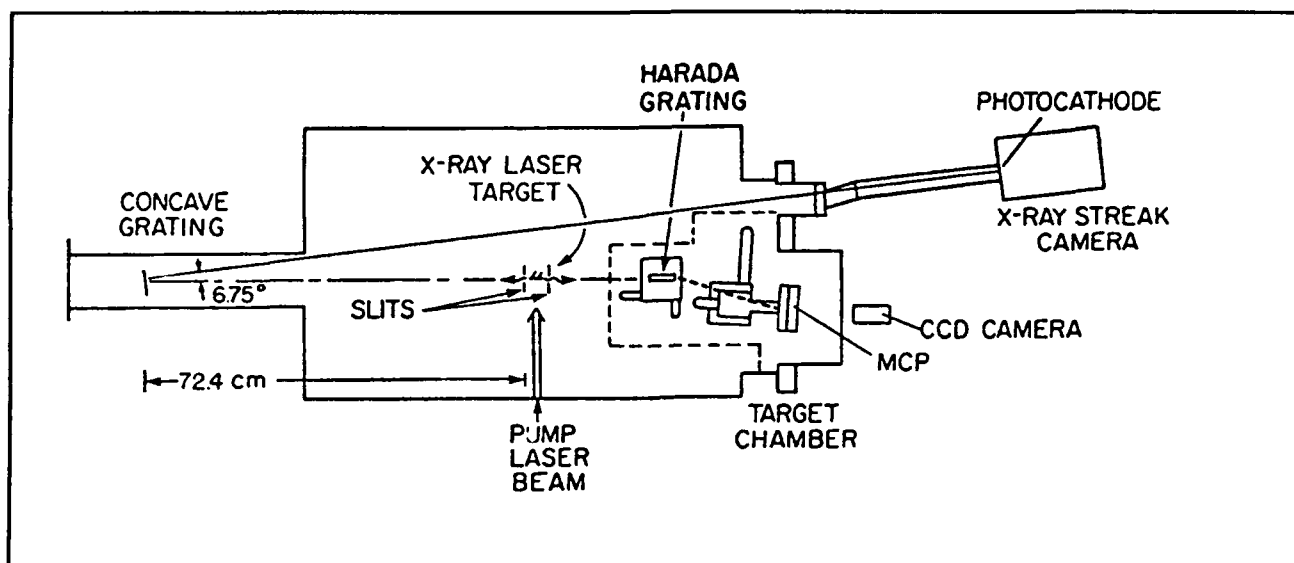 HARADA
GRATING
PHOTOCATHODE
X-RAY LASER
TARGET
CONCAVE
GRATING
X-RAY STREAK
CAMERA
6.75°
SLITS
CCD CAMERA
MCP
72.4 cm
TARGET
CHAMBER
PUMP
LASER
BEAM